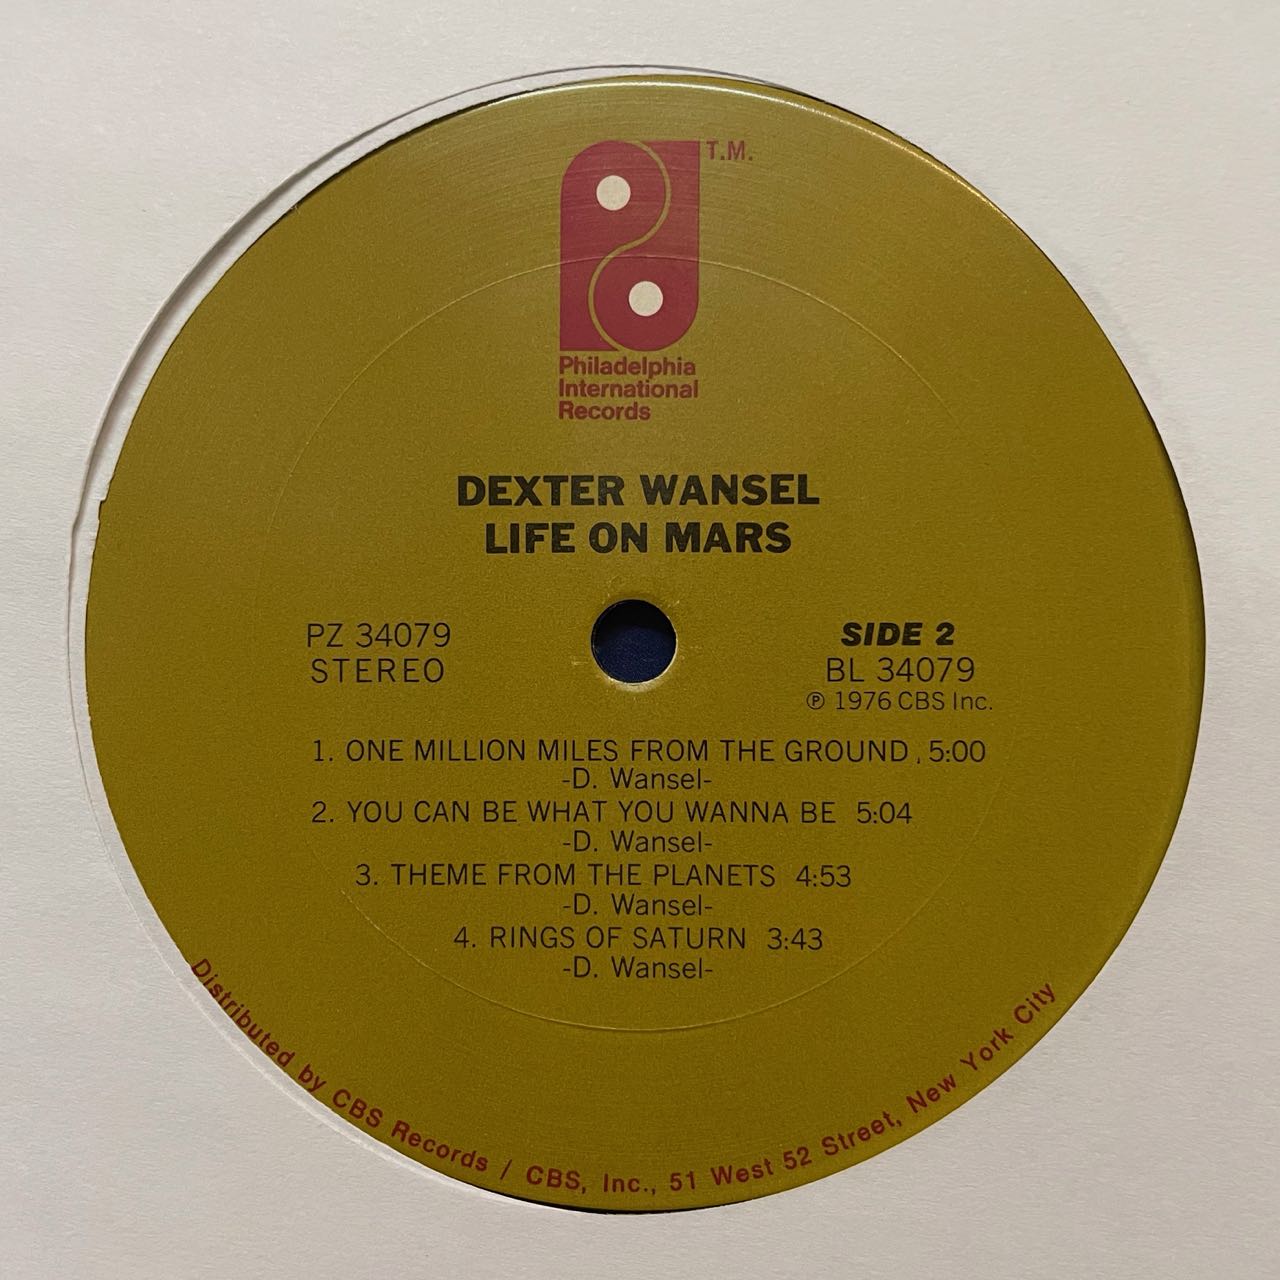 T.M.
Philadelphia
International
Records
DEXTER WANSEL
LIFE ON MARS
PZ 34079
STEREO
SIDE 2
BL 34079
℗ 1976 CBS Inc.
1. ONE MILLION MILES FROM THE GROUND . 5:00
-D. Wansel-
2. YOU CAN BE WHAT YOU WANNA BE 5:04
-D. Wansel-
3. THEME FROM THE PLANETS 4:53
-D. Wansel-
4. RINGS OF SATURN 3:43
-D. Wansel-
Distributed by CBS Records / CBS, Inc., 51 West 52 Street, New York City